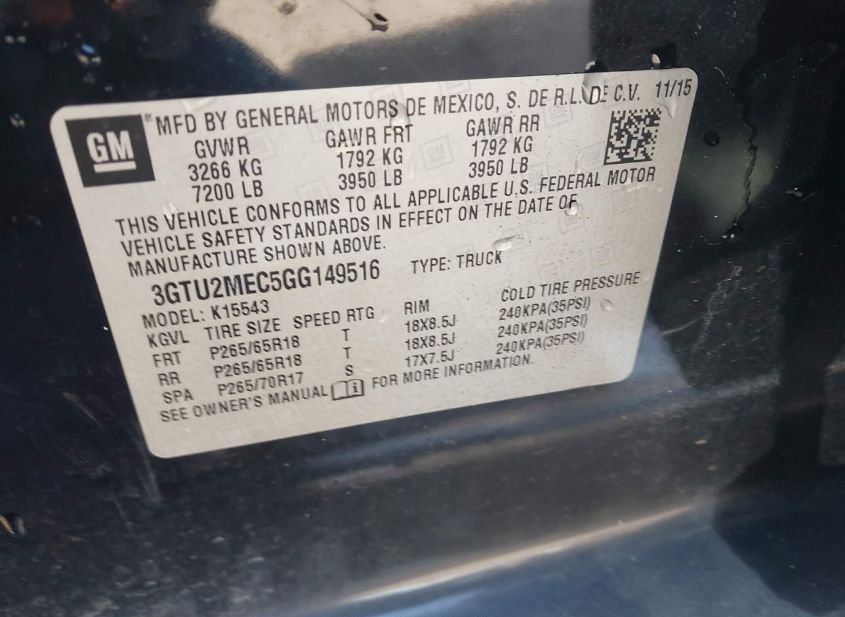 GM
*MFD BY GENERAL MOTORS DE MEXICO, S. DE R.L. DE C.V. 11/15
GVWR GAWR FRT GAWR RR
3266 KG 1792 KG 1792 KG
7200 LB 3950 LB 3950 LB
THIS VEHICLE CONFORMS TO ALL APPLICABLE U.S. FEDERAL MOTOR
VEHICLE SAFETY STANDARDS IN EFFECT ON THE DATE OF
MANUFACTURE SHOWN ABOVE.
3GTU2MEC5GG149516 TYPE: TRUCK
MODEL: K15543
KGVL TIRE SIZE SPEED RTG RIM COLD TIRE PRESSURE
FRT P265/65R18 T 18X8.5J 240KPA(35PSI)
RR P265/65R18 T 18X8.5J 240KPA(35PSI)
SPA P265/70R17 S 17X7.5J 240KPA(35PSI)
SEE OWNER'S MANUAL FOR MORE INFORMATION.